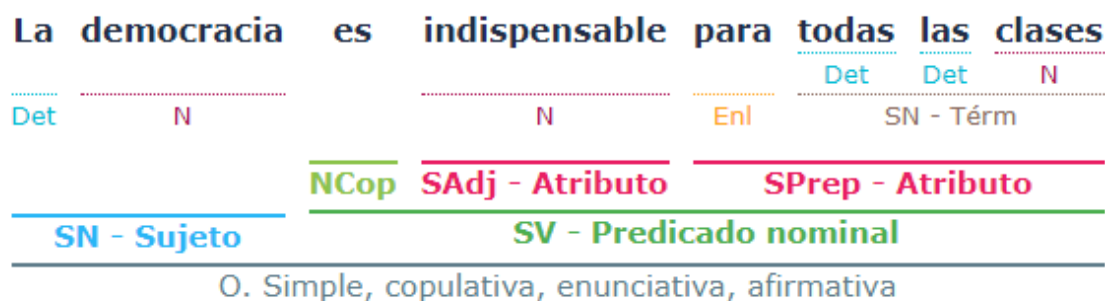 La democracia es indispensable para todas las clases
Det Det N
Det N N Enl SN - Térm
NCop SAdj - Atributo SPrep - Atributo
SN - Sujeto SV - Predicado nominal
O. Simple, copulativa, enunciativa, afirmativa